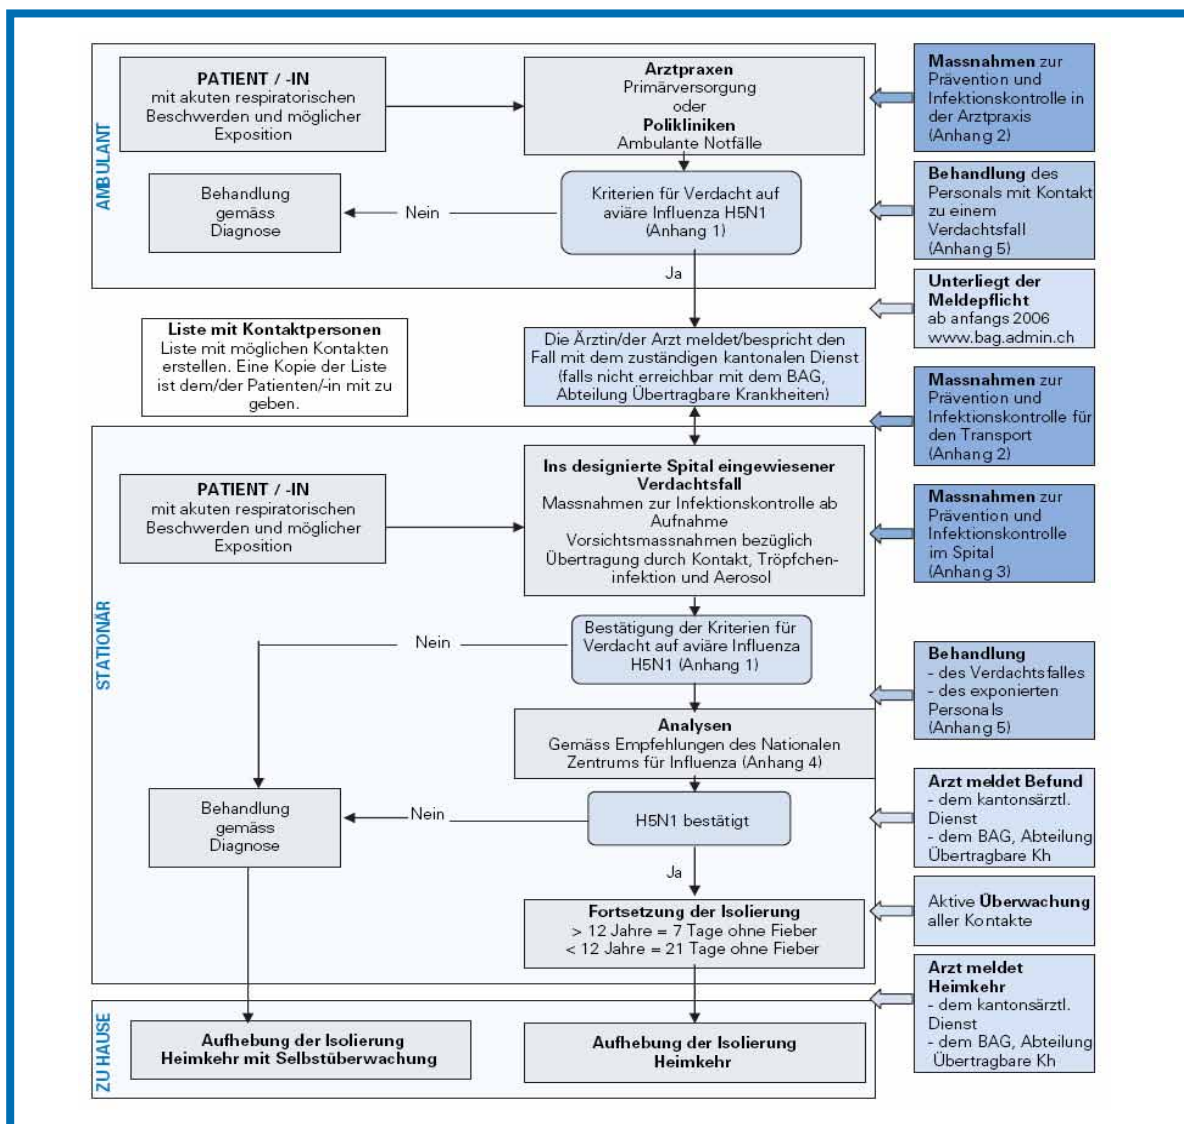 AMBULANT
PATIENT / -IN
mit akuten respiratorischen
Beschwerden und möglicher
Exposition
Arztpraxen
Primärversorgung
oder
Polikliniken
Ambulante Notfälle
Massnahmen zur
Prävention und
Infektionskontrolle in
der Arztpraxis
(Anhang 2)
Behandlung
gemäss
Diagnose
Nein
Kriterien für Verdacht auf
aviäre Influenza H5N1
(Anhang 1)
Behandlung des
Personals mit Kontakt
zu einem
Verdachtsfall
(Anhang 5)
Ja
Unterliegt der
Meldepflicht
ab anfangs 2006
www.bag.admin.ch
Liste mit Kontaktpersonen
Liste mit möglichen Kontakten
erstellen. Eine Kopie der Liste
ist dem/der Patienten/-in mit zu
geben.
Die Ärztin/der Arzt meldet/bespricht den
Fall mit dem zuständigen kantonalen Dienst
(falls nicht erreichbar mit dem BAG,
Abteilung Übertragbare Krankheiten)
Massnahmen zur
Prävention und
Infektionskontrolle für
den Transport
(Anhang 2)
STATIONÄR
PATIENT / -IN
mit akuten respiratorischen
Beschwerden und möglicher
Exposition
Ins designierte Spital eingewiesener
Verdachtsfall
Massnahmen zur Infektionskontrolle ab
Aufnahme
Vorsichtsmassnahmen bezüglich
Übertragung durch Kontakt, Tröpfchen-
infektion und Aerosol
Massnahmen zur
Prävention und
Infektionskontrolle
im Spital
(Anhang 3)
Nein
Bestätigung der Kriterien für
Verdacht auf aviäre Influenza
H5N1 (Anhang 1)
Behandlung
- des Verdachtsfalles
- des exponierten
Personals
(Anhang 5)
Analysen
Gemäss Empfehlungen des Nationalen
Zentrums für Influenza (Anhang 4)
Behandlung
gemäss
Diagnose
Nein
H5N1 bestätigt
Arzt meldet Befund
- dem kantonsärztl.
Dienst
- dem BAG, Abteilung
Übertragbare Kh
Ja
Fortsetzung der Isolierung
> 12 Jahre = 7 Tage ohne Fieber
< 12 Jahre = 21 Tage ohne Fieber
Aktive Überwachung
aller Kontakte
ZU HAUSE
Aufhebung der Isolierung
Heimkehr mit Selbstüberwachung
Aufhebung der Isolierung
Heimkehr
Arzt meldet
Heimkehr
- dem kantonsärztl.
Dienst
- dem BAG, Abteilung
Übertragbare Kh